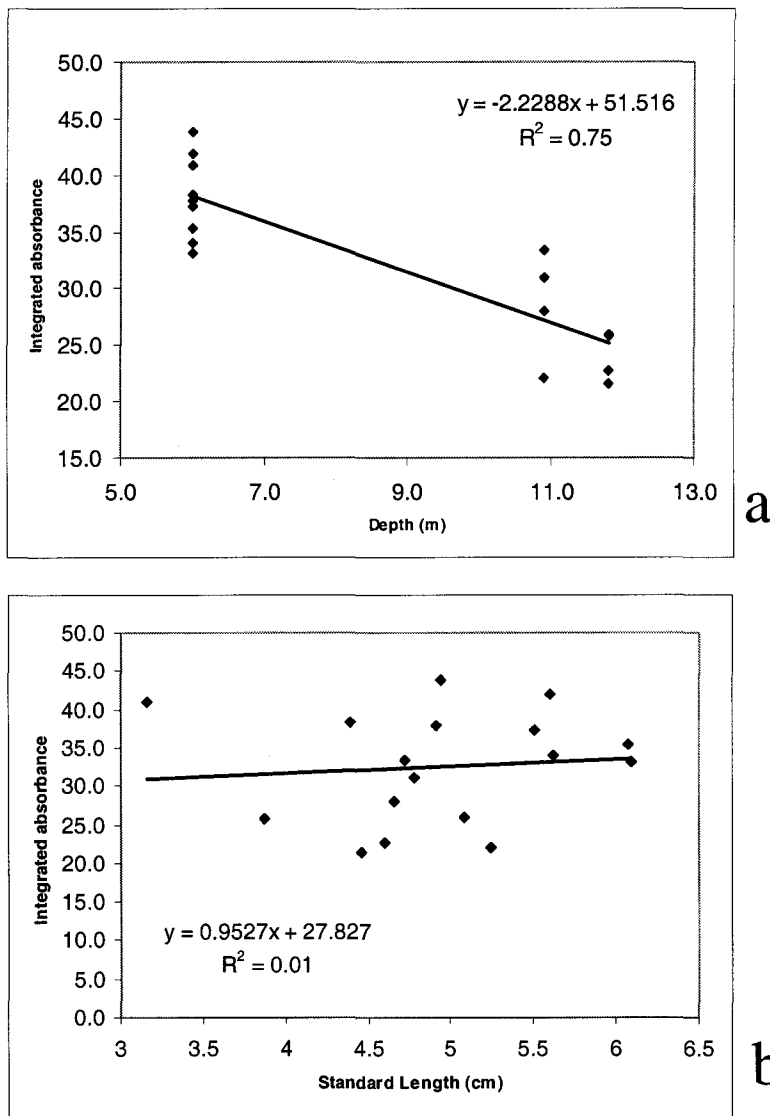 50.0
45.0
40.0
35.0
30.0
25.0
20.0
15.0
Integrated absorbance
y = -2.2288x + 51.516
R² = 0.75
5.0 7.0 9.0 11.0 13.0
Depth (m)
a
50.0
45.0
40.0
35.0
30.0
25.0
20.0
15.0
10.0
5.0
0.0
Integrated absorbance
y = 0.9527x + 27.827
R² = 0.01
3 3.5 4 4.5 5 5.5 6 6.5
Standard Length (cm)
b